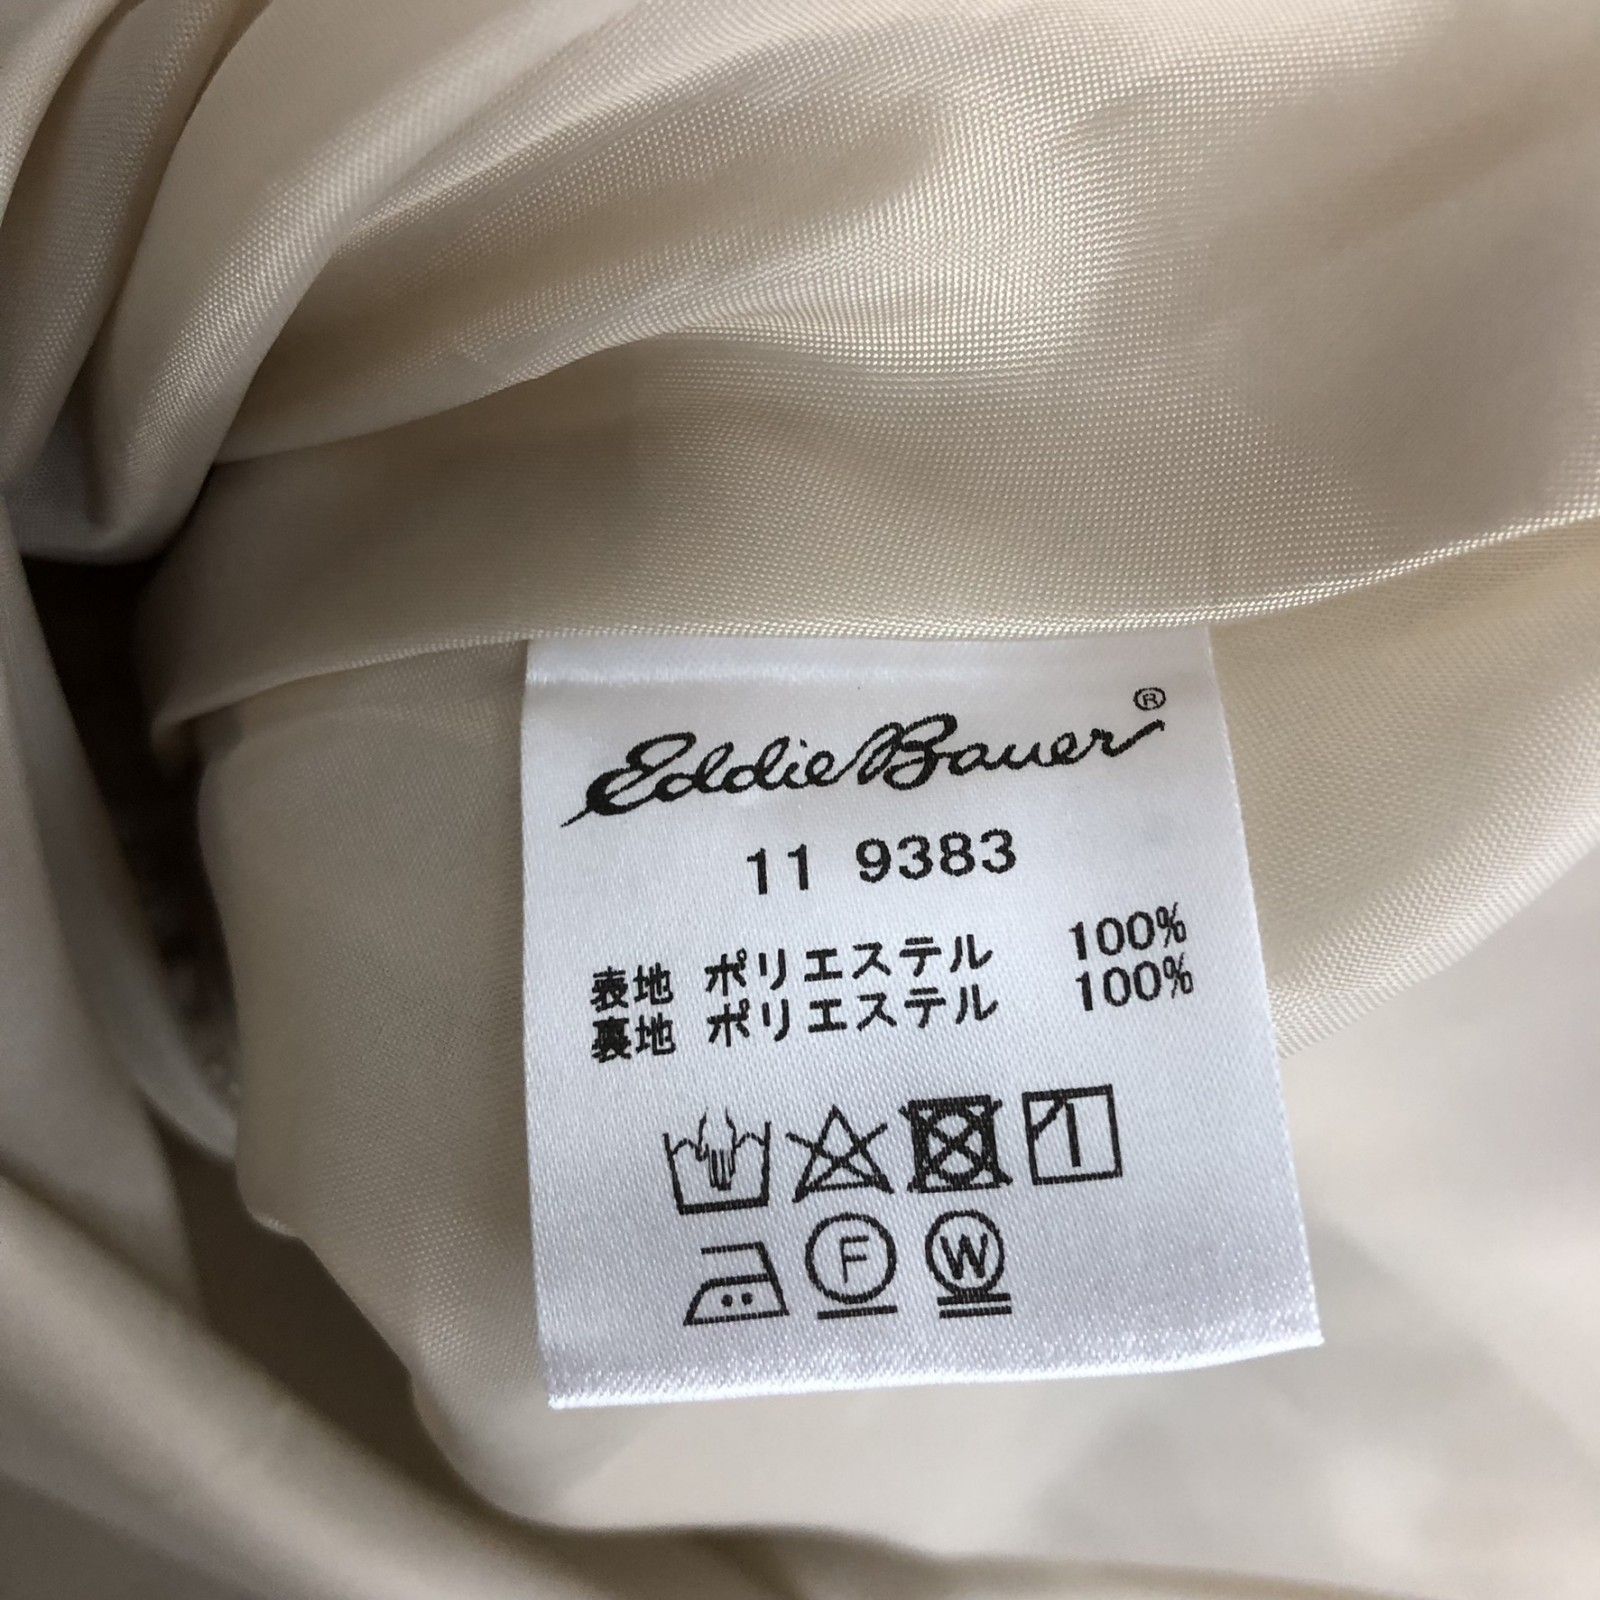 Eddie Bauer®
11 9383
表地 ポリエステル 100%
裏地 ポリエステル 100%
F W